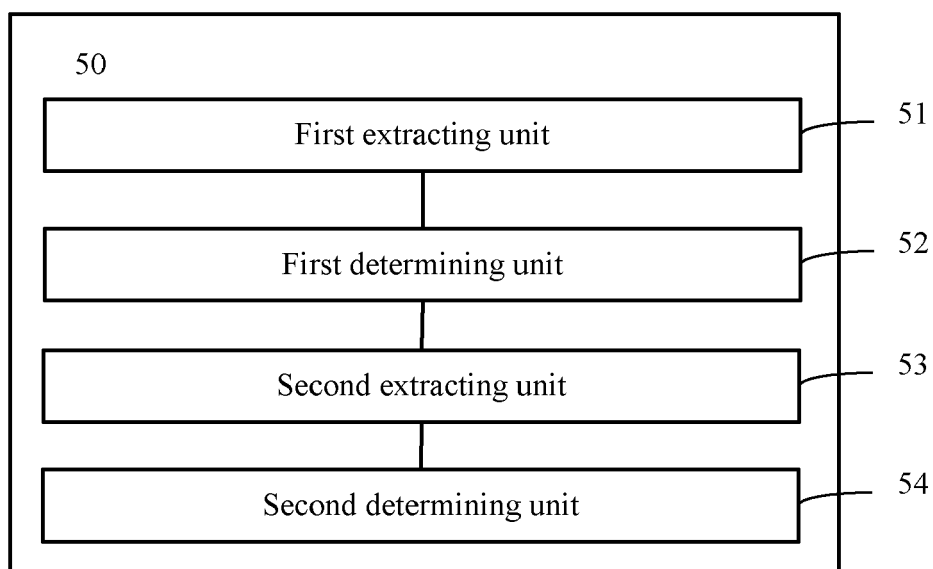 50
First extracting unit
51
First determining unit
52
Second extracting unit
53
Second determining unit
54